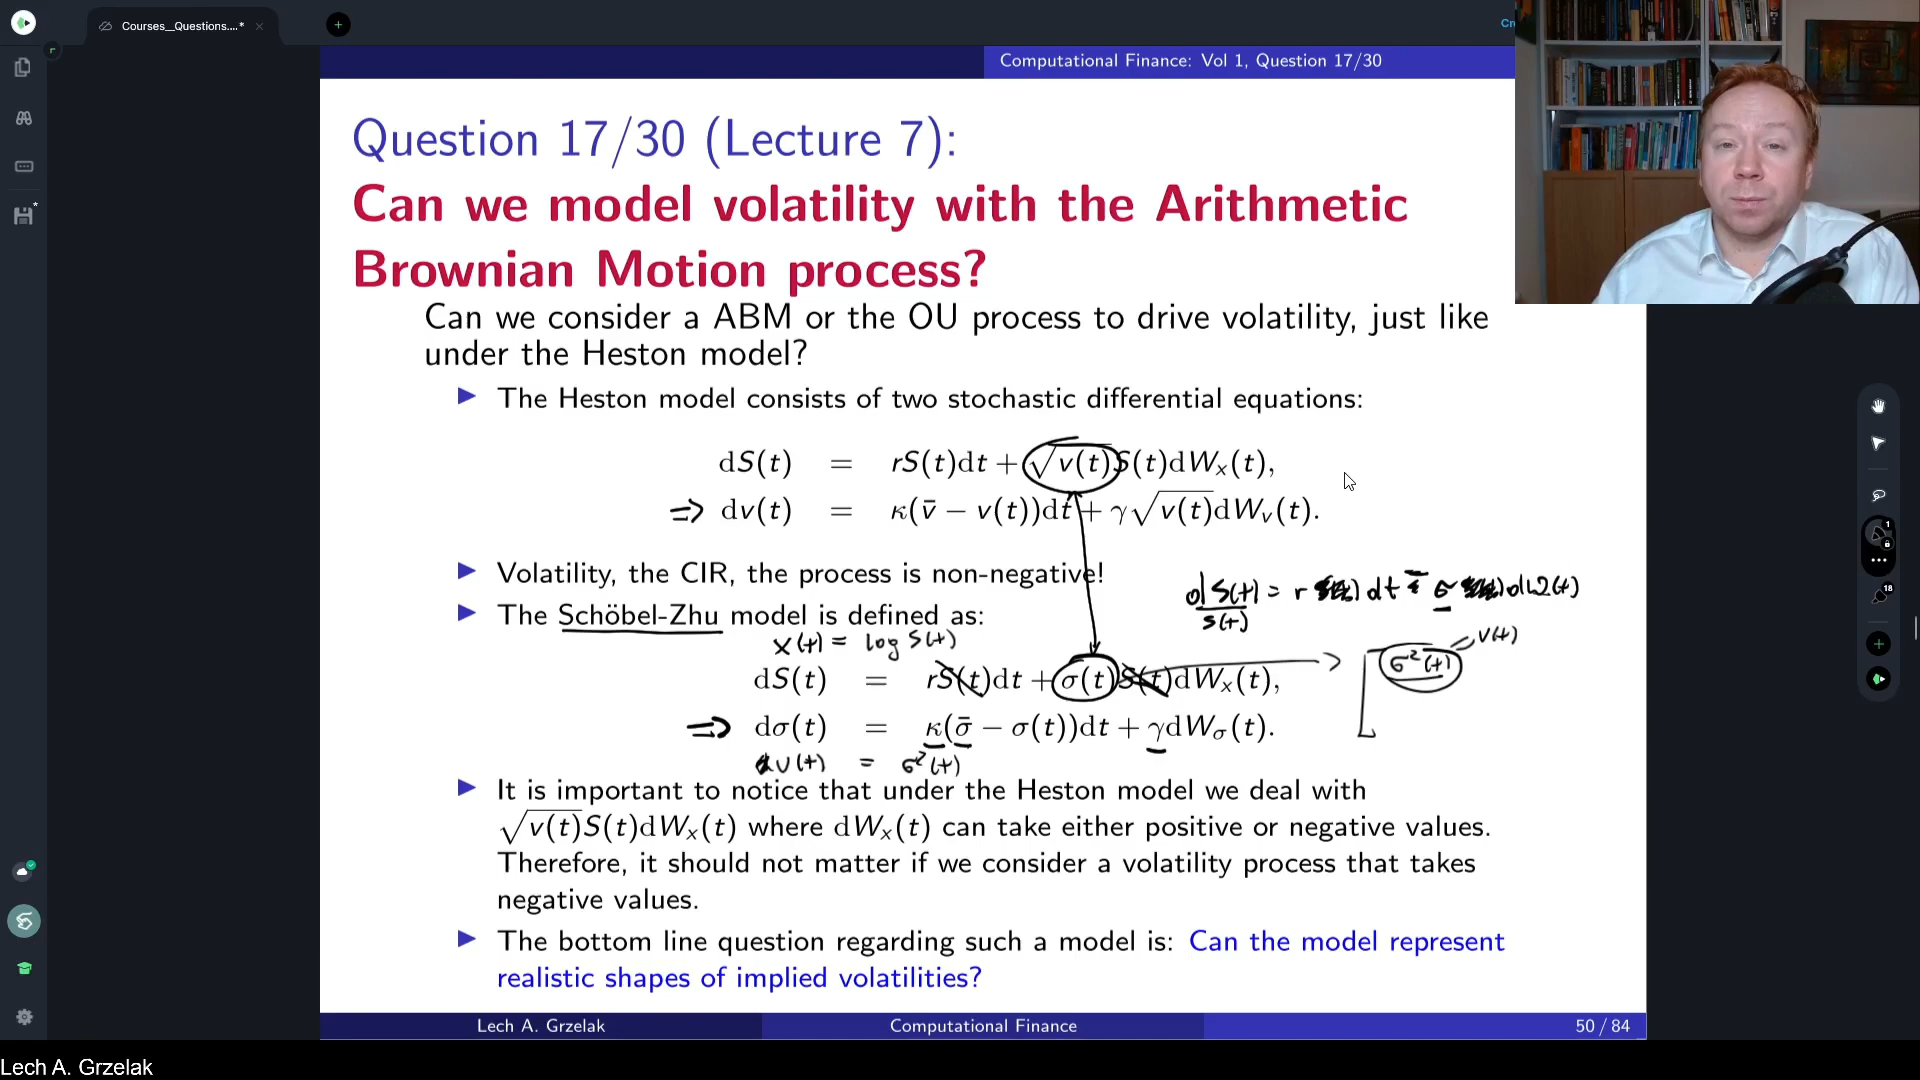 Courses__Questions....*
Computational Finance: Vol 1, Question 17/30
Question 17/30 (Lecture 7):
Can we model volatility with the Arithmetic
Brownian Motion process?
Can we consider a ABM or the OU process to drive volatility, just like
under the Heston model?
▶ The Heston model consists of two stochastic differential equations:
dS(t) = rS(t)dt + √v(t)S(t)dWₓ(t),
⇒ dv(t) = κ(v̄ − v(t))dt + γ√v(t)dWᵥ(t).
▶ Volatility, the CIR, the process is non-negative!
▶ The Schöbel-Zhu model is defined as:
x(t) = log S(t)
dS(t) = rS(t)dt + σ(t)S(t)dWₓ(t),
σ²(t) = v(t)
⇒ dσ(t) = κ(σ̄ − σ(t))dt + γdW_σ(t).
v(t) = σ²(t)
▶ It is important to notice that under the Heston model we deal with
√v(t)S(t)dWₓ(t) where dWₓ(t) can take either positive or negative values.
Therefore, it should not matter if we consider a volatility process that takes
negative values.
▶ The bottom line question regarding such a model is: Can the model represent
realistic shapes of implied volatilities?
Lech A. Grzelak Computational Finance 50 / 84
Lech A. Grzelak